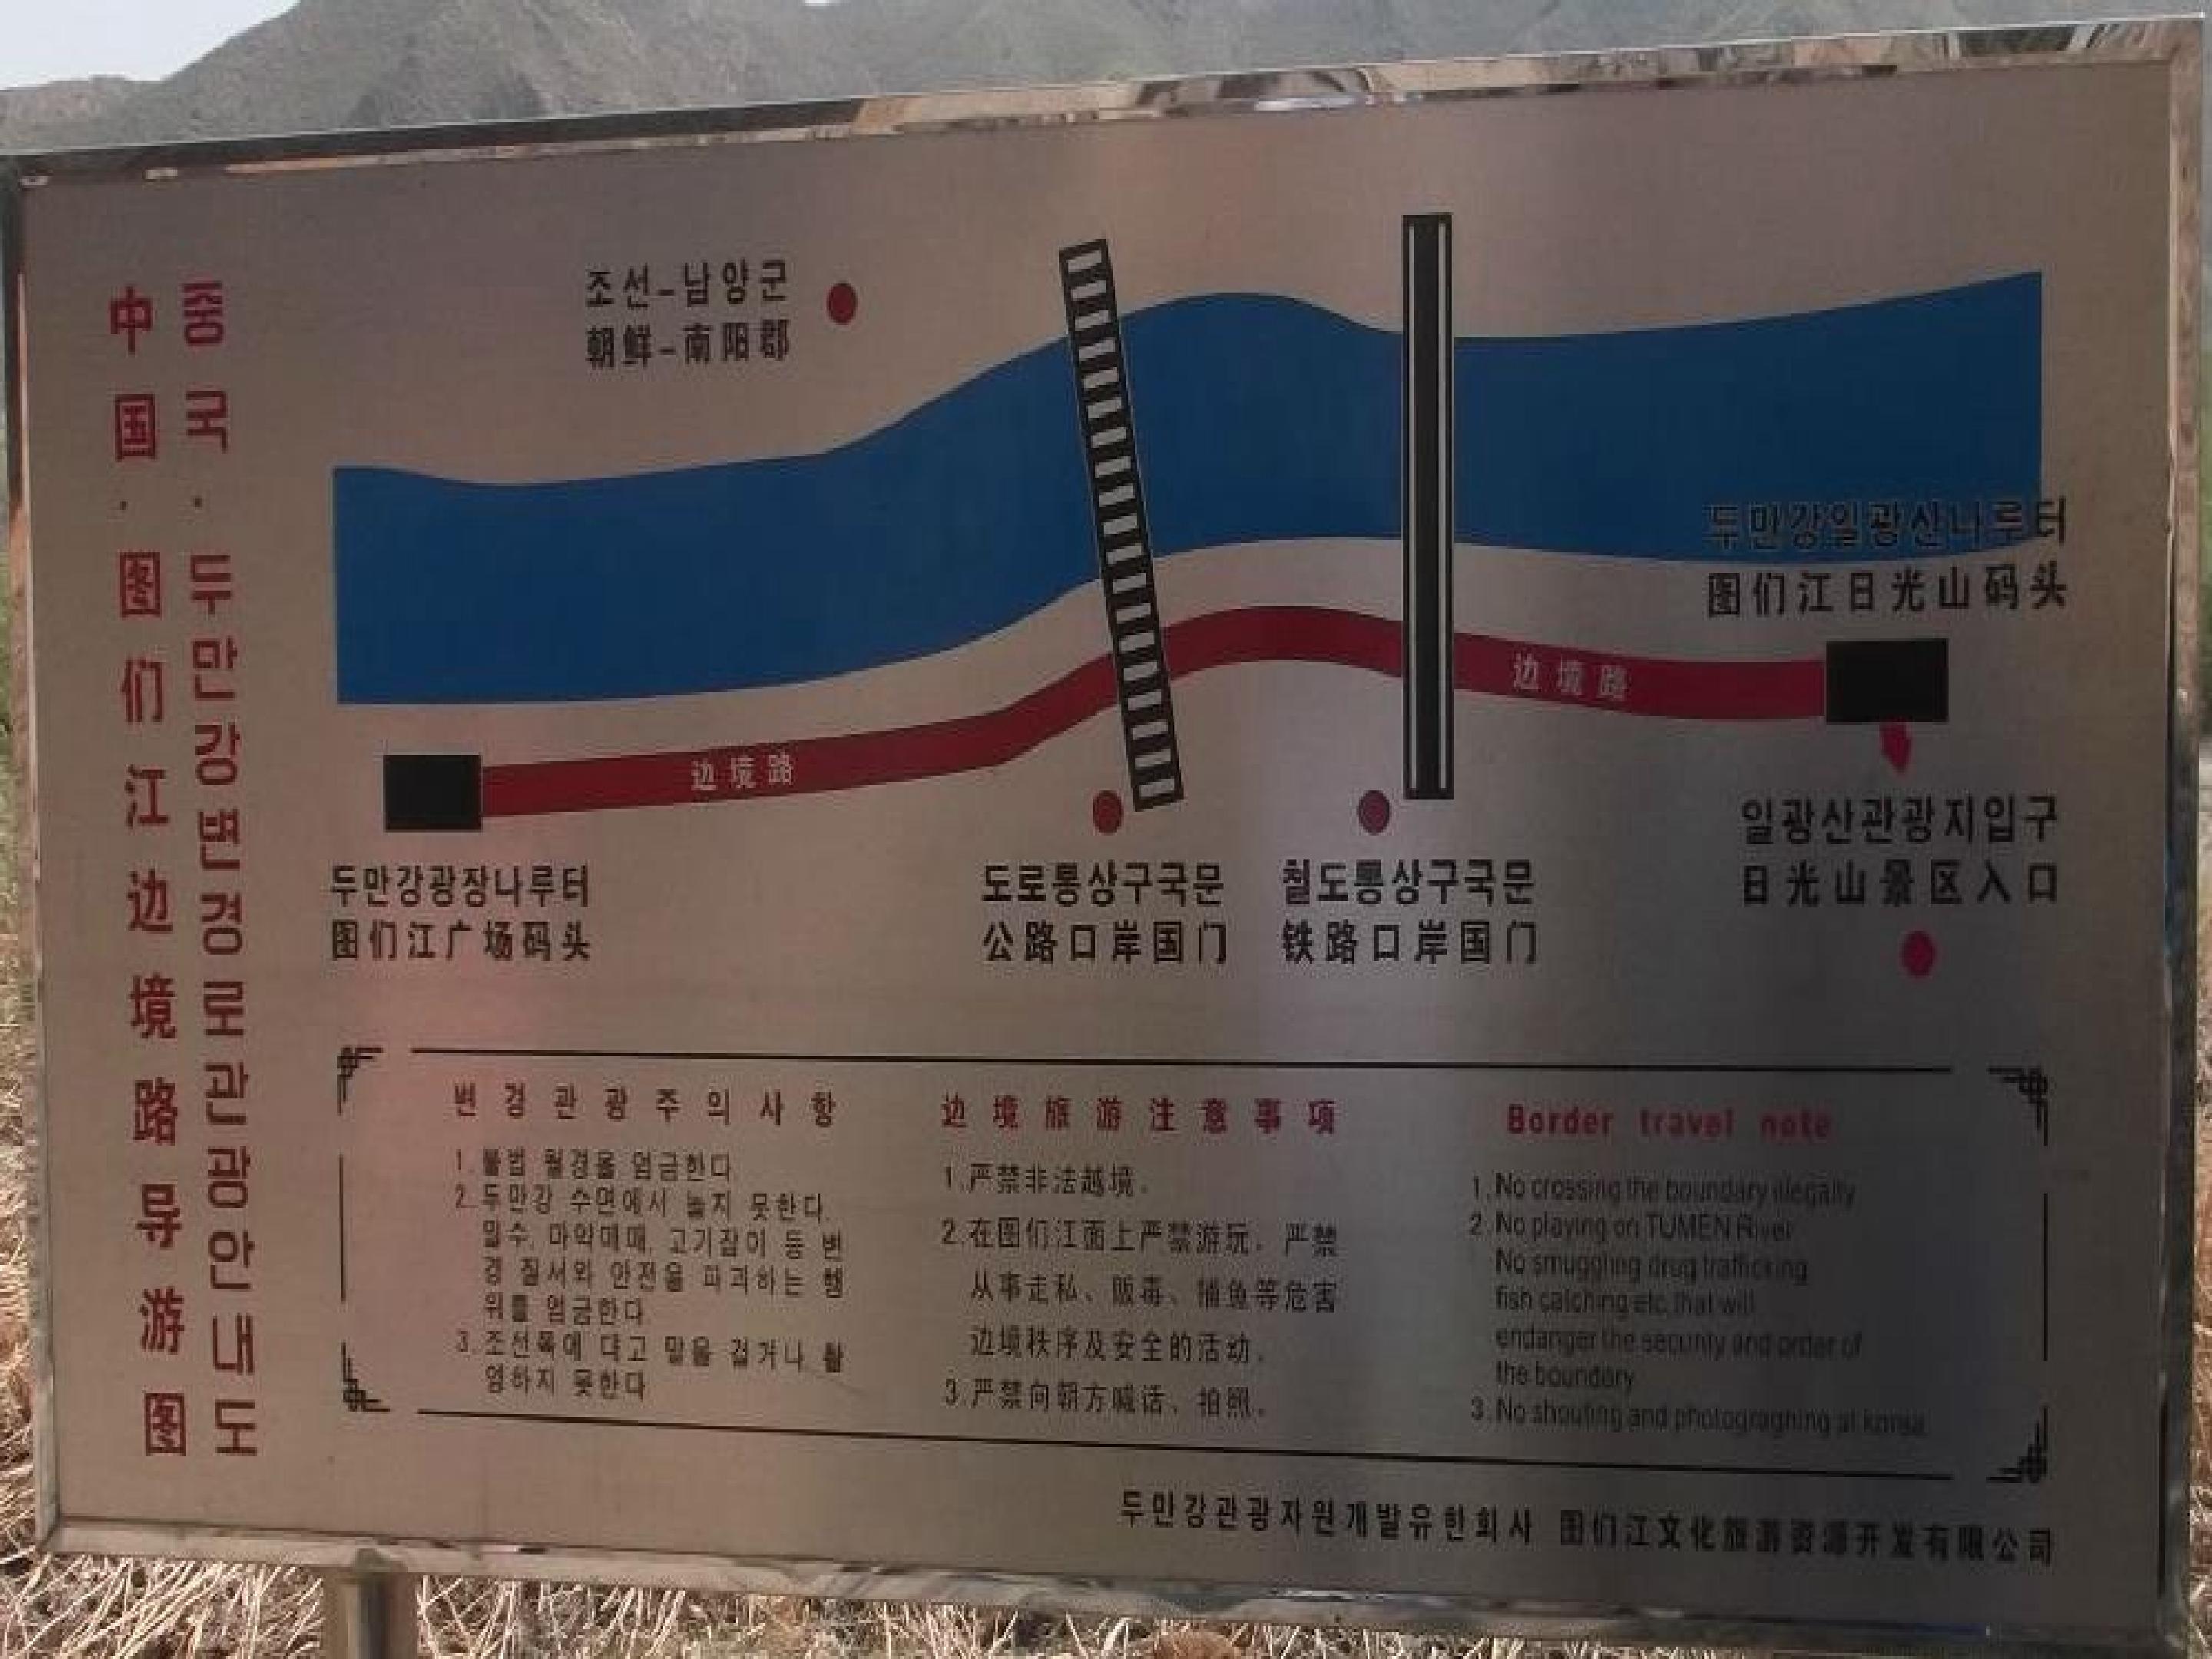 中国·图们江边境路导游图
중국·두만강변경로관광안내도
조선-남양군
朝鲜-南阳郡
두만강일광산나루터
图们江日光山码头
边境路
边境路
두만강광장나루터
图们江广场码头
도로통상구국문
公路口岸国门
철도통상구국문
铁路口岸国门
일광산관광지입구
日光山景区入口
변경관광주의사항
1.불법 월경을 엄금한다
2.두만강 수면에서 놀지 못한다.
밀수, 마약매매, 고기잡이 등 변
경 질서와 안전을 파괴하는 행
위를 엄금한다
3.조선쪽에 대고 말을 걸거나 촬
영하지 못한다
边境旅游注意事项
1.严禁非法越境。
2.在图们江面上严禁游玩。严禁
从事走私、贩毒、捕鱼等危害
边境秩序及安全的活动。
3.严禁向朝方喊话、拍照。
Border travel note
1.No crossing the boundary illegally
2.No playing on TUMEN River
No smuggling drug trafficking
fish catching etc,that will
endanger the security and order of
the boundary
3.No shouting and photograghing at korea
두만강관광자원개발유한회사 图们江文化旅游资源开发有限公司